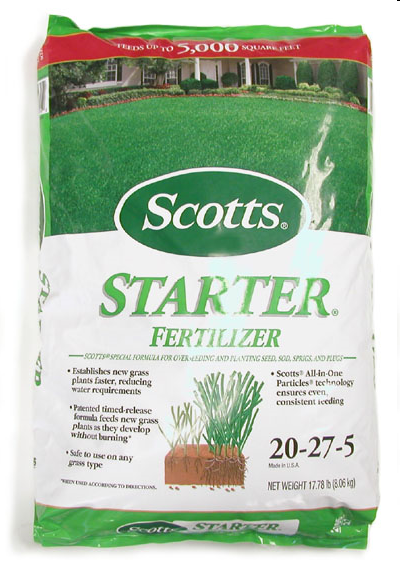 FEEDS UP TO 5,000 SQUARE FEET
Scotts®
STARTER®
FERTILIZER
SCOTTS® SPECIAL FORMULA FOR OVERSEEDING AND PLANTING SEED, SOD, SPRIGS, AND PLUGS
• Establishes new grass
plants faster, reducing
water requirements
• Patented timed-release
formula feeds new grass
plants as they develop
without burning*
• Safe to use on any
grass type
*WHEN USED ACCORDING TO DIRECTIONS.
• Scotts® All-in-One
Particles® technology
ensures even,
consistent feeding
20-27-5
Made in U.S.A.
NET WEIGHT 17.78 lb (8.06 kg)
Scotts STARTER